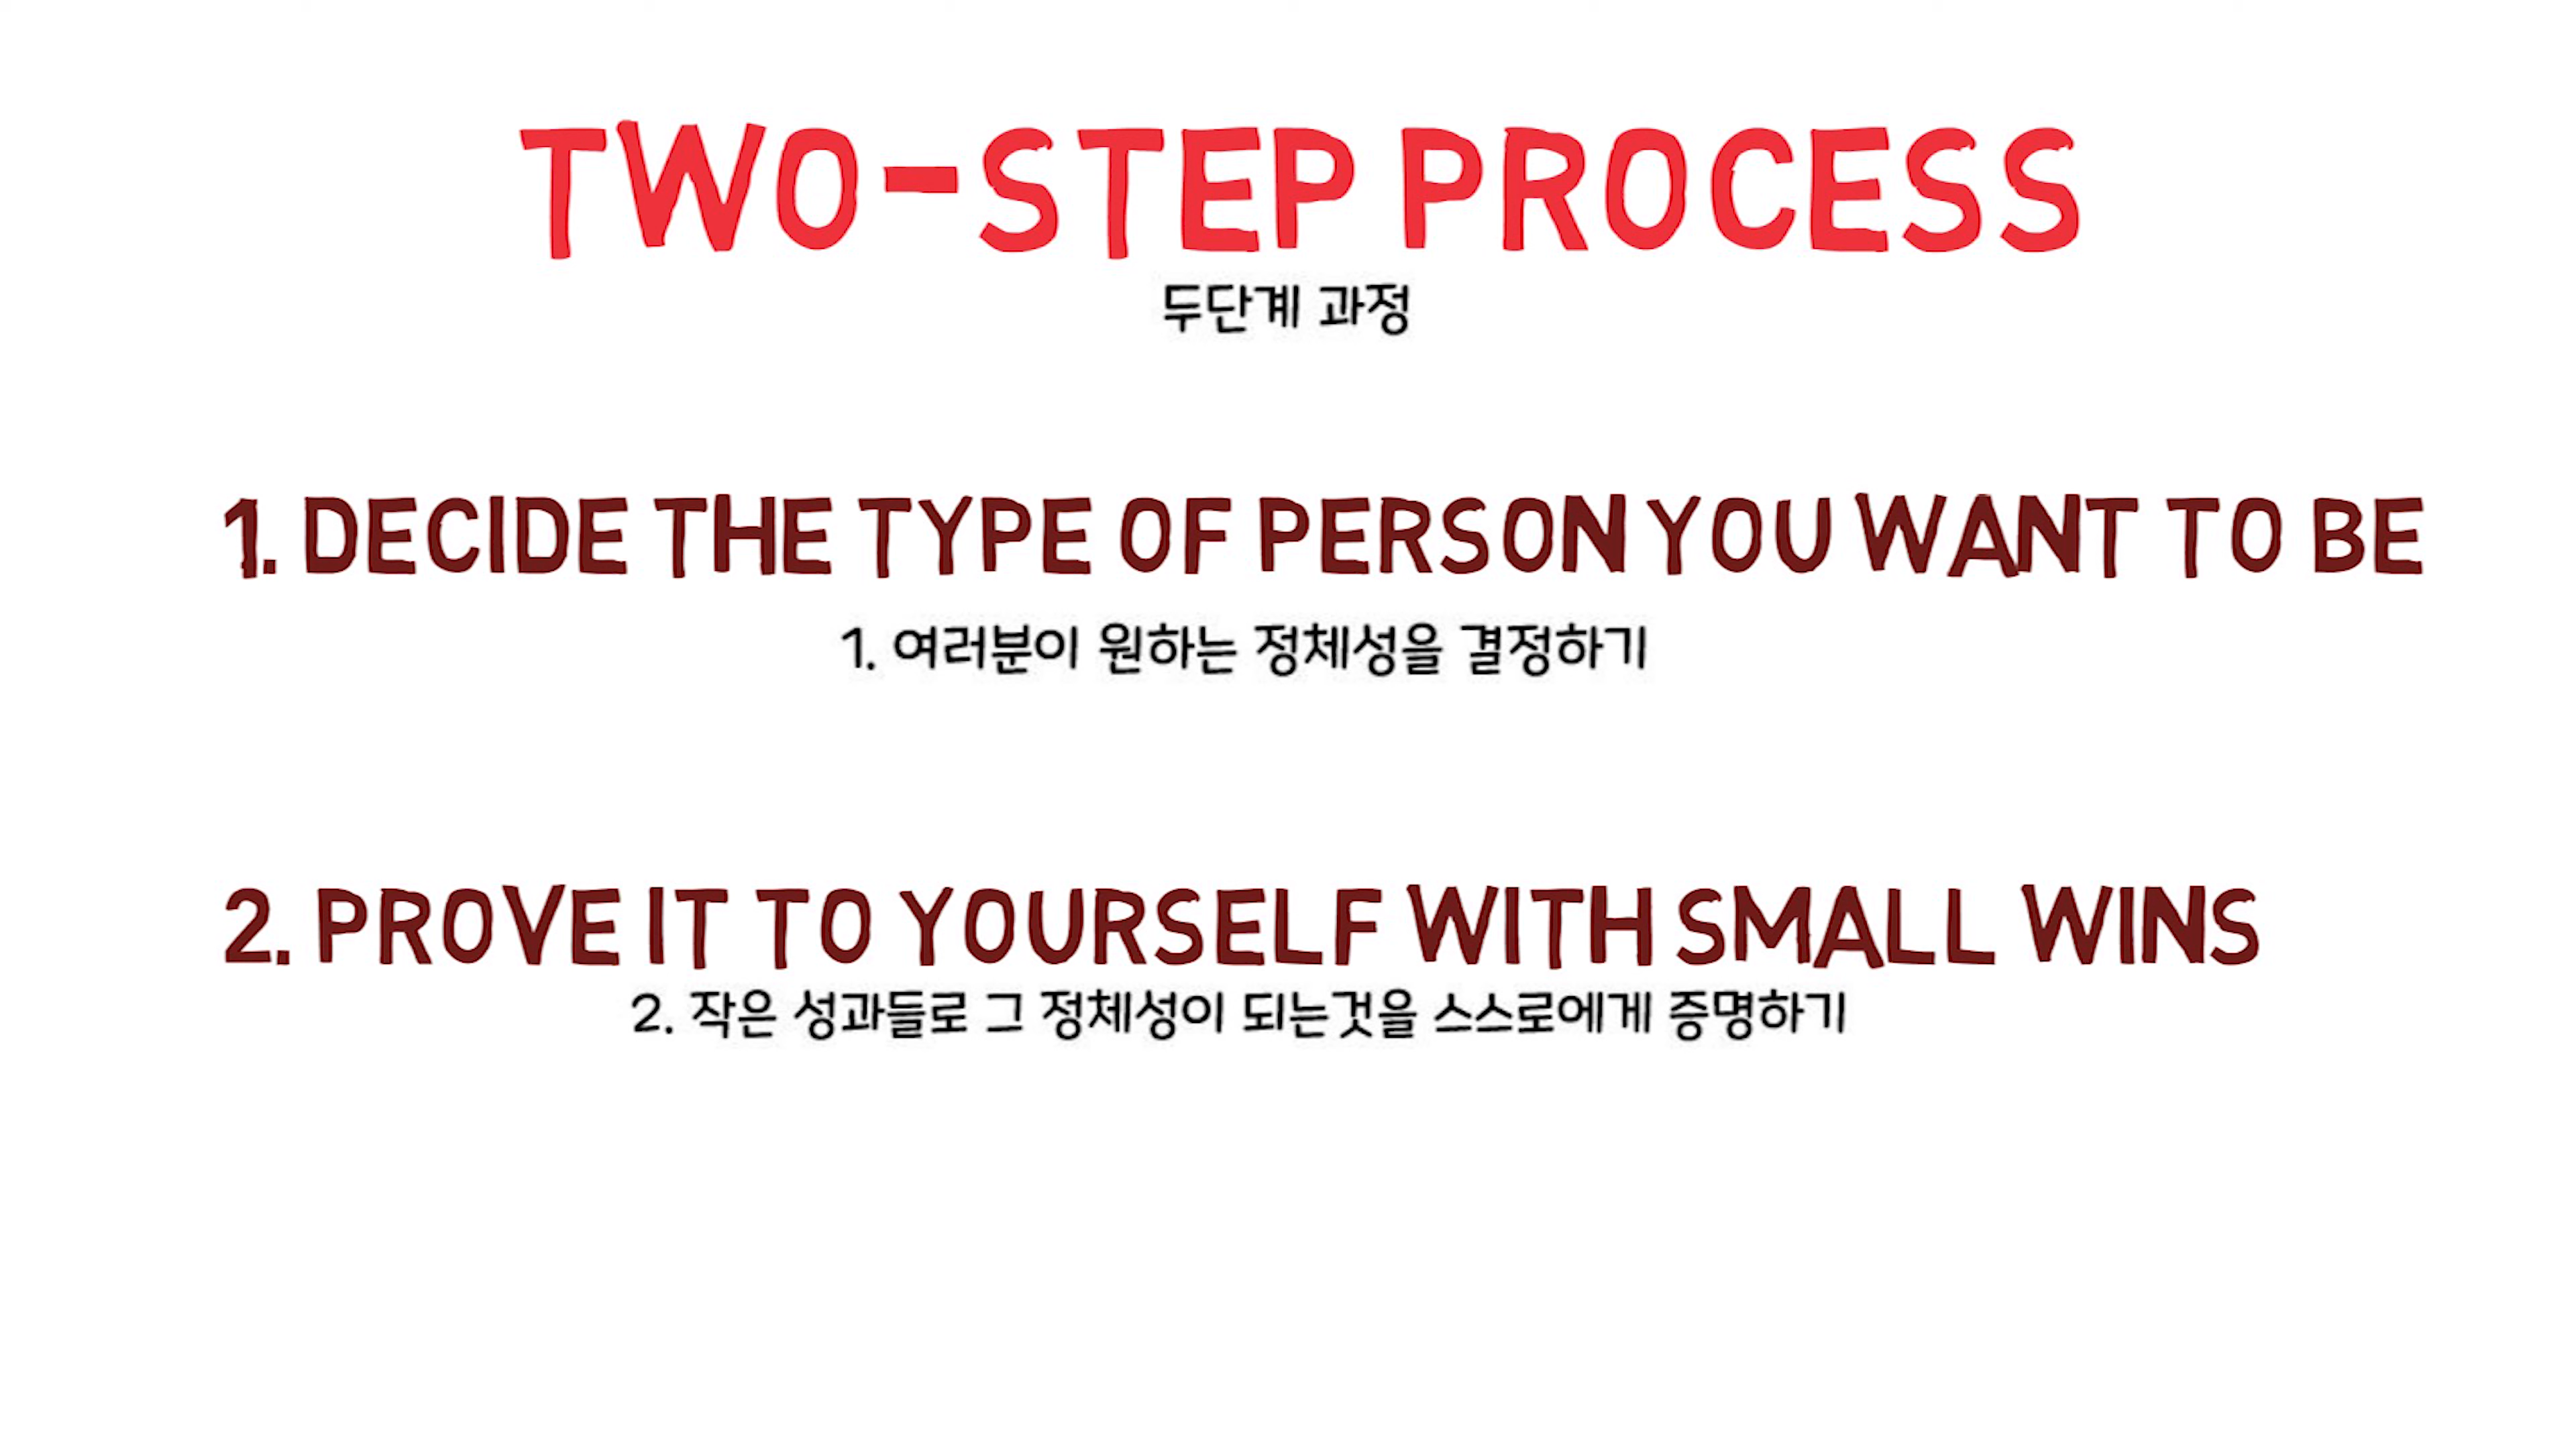 TWO-STEP PROCESS
두단계 과정
1. DECIDE THE TYPE OF PERSON YOU WANT TO BE
1. 여러분이 원하는 정체성을 결정하기
2. PROVE IT TO YOURSELF WITH SMALL WINS
2. 작은 성과들로 그 정체성이 되는것을 스스로에게 증명하기